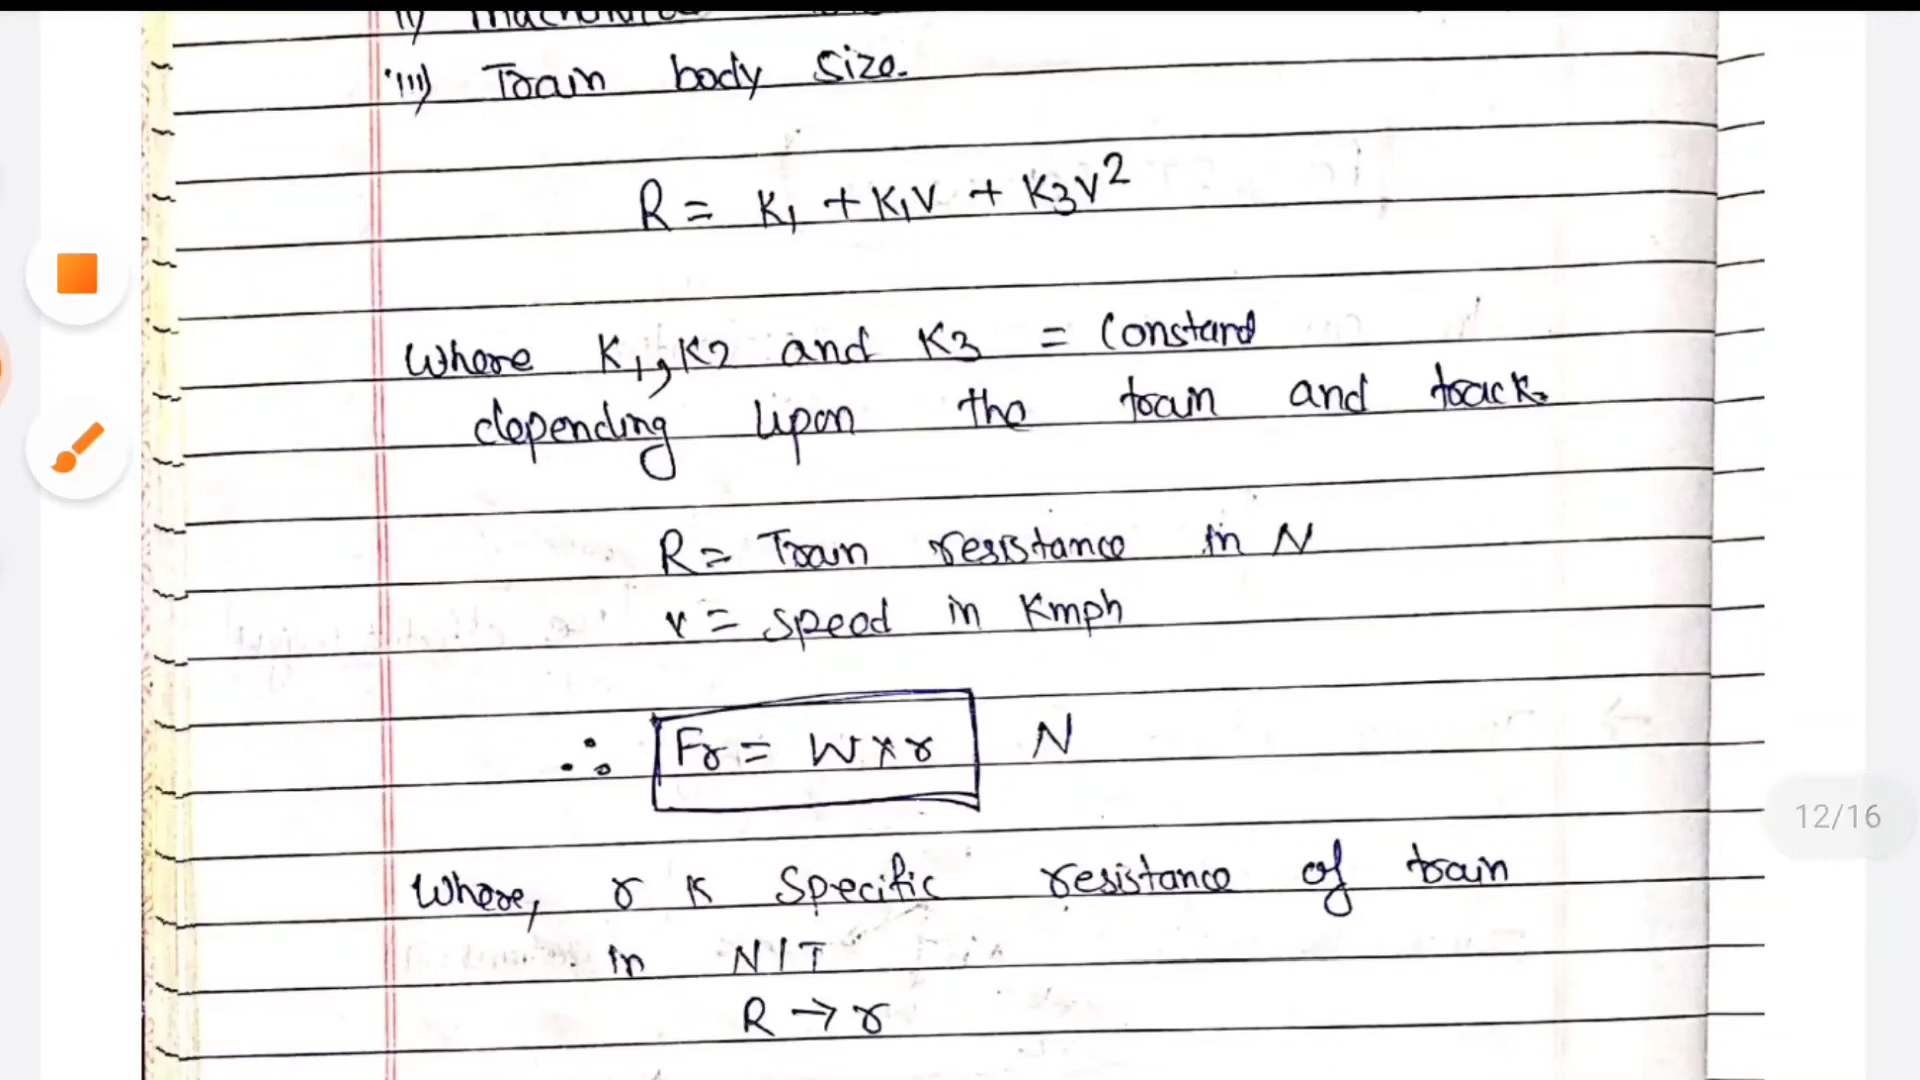 iii) Train body size.
R = K1 + K1V + K3V²
Where K1, K2 and K3 = Constant
depending upon the train and track.
R = Train resistance in N
v = speed in Kmph
∴ Fr = W×r N
Where, r is Specific resistance of train
in N/T
R → r
12/16